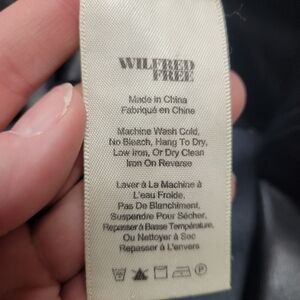 WILFRED
FREE
Made in China
Fabriqué en Chine
Machine Wash Cold,
No Bleach, Hang To Dry,
Low Iron, Or Dry Clean
Iron On Reverse
Laver à La Machine à
L'eau Froide,
Pas De Blanchiment,
Suspendre Pour Sécher,
Repasser à Basse Température,
Ou Nettoyer à Sec
Repasser à L'envers